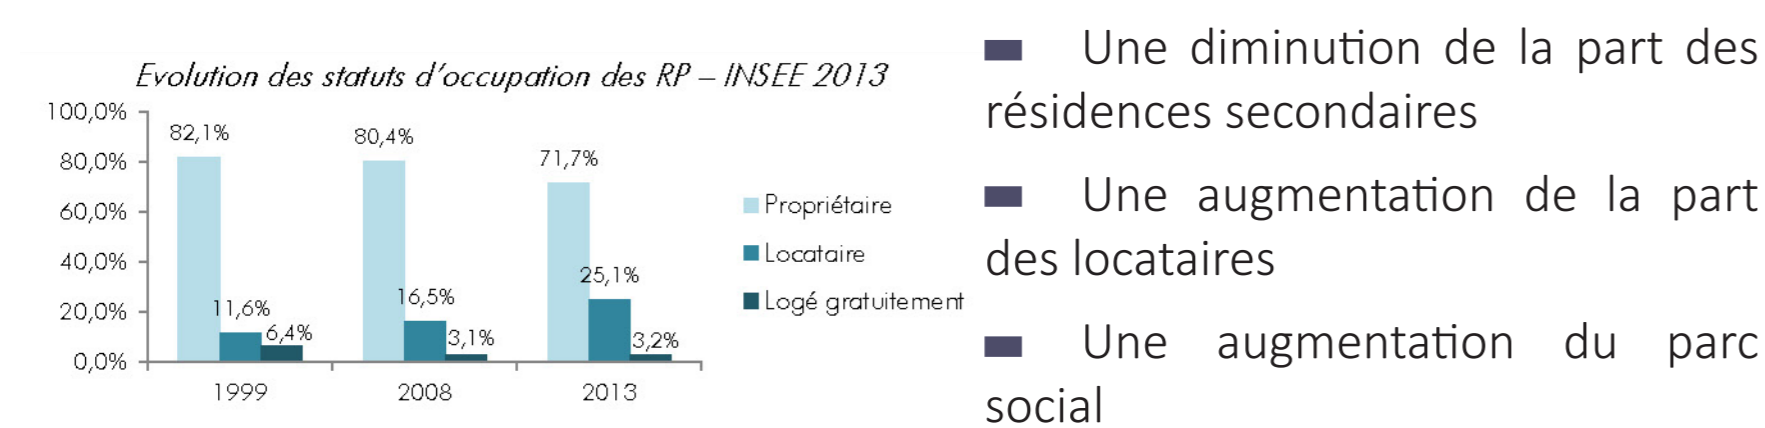 Evolution des statuts d'occupation des RP – INSEE 2013
100,0%
80,0%
60,0%
40,0%
20,0%
0,0%
82,1%
11,6%
6,4%
80,4%
16,5%
3,1%
71,7%
25,1%
3,2%
1999
2008
2013
Propriétaire
Locataire
Logé gratuitement
Une diminution de la part des
résidences secondaires
Une augmentation de la part
des locataires
Une augmentation du parc
social